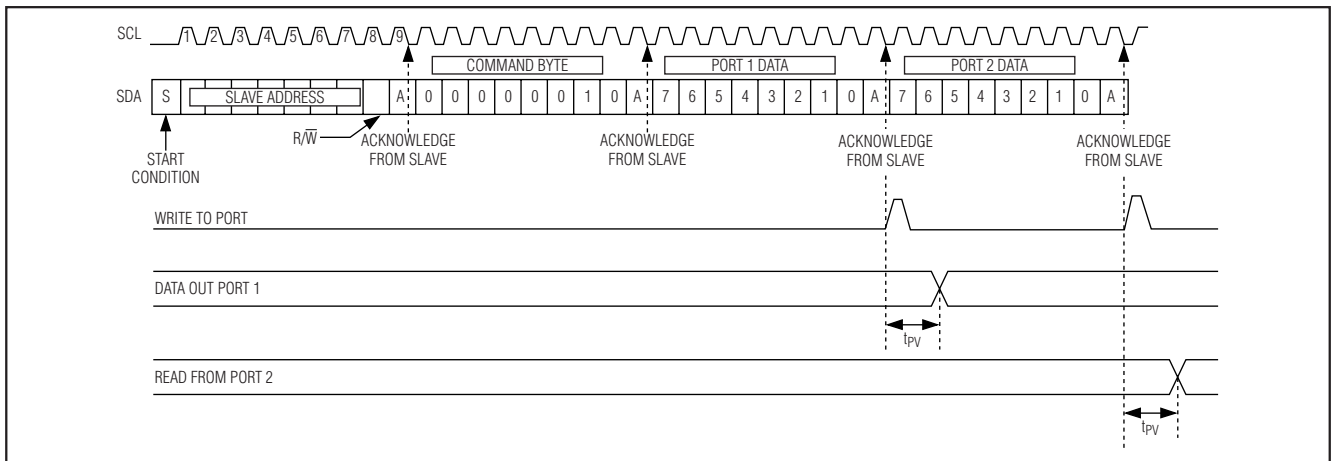 SCL 1 2 3 4 5 6 7 8 9
COMMAND BYTE PORT 1 DATA PORT 2 DATA
SDA S SLAVE ADDRESS A 0 0 0 0 0 0 1 0 A 7 6 5 4 3 2 1 0 A 7 6 5 4 3 2 1 0 A
R/W̅
START
CONDITION
ACKNOWLEDGE
FROM SLAVE
ACKNOWLEDGE
FROM SLAVE
ACKNOWLEDGE
FROM SLAVE
ACKNOWLEDGE
FROM SLAVE
WRITE TO PORT
DATA OUT PORT 1
tPV
READ FROM PORT 2
tPV